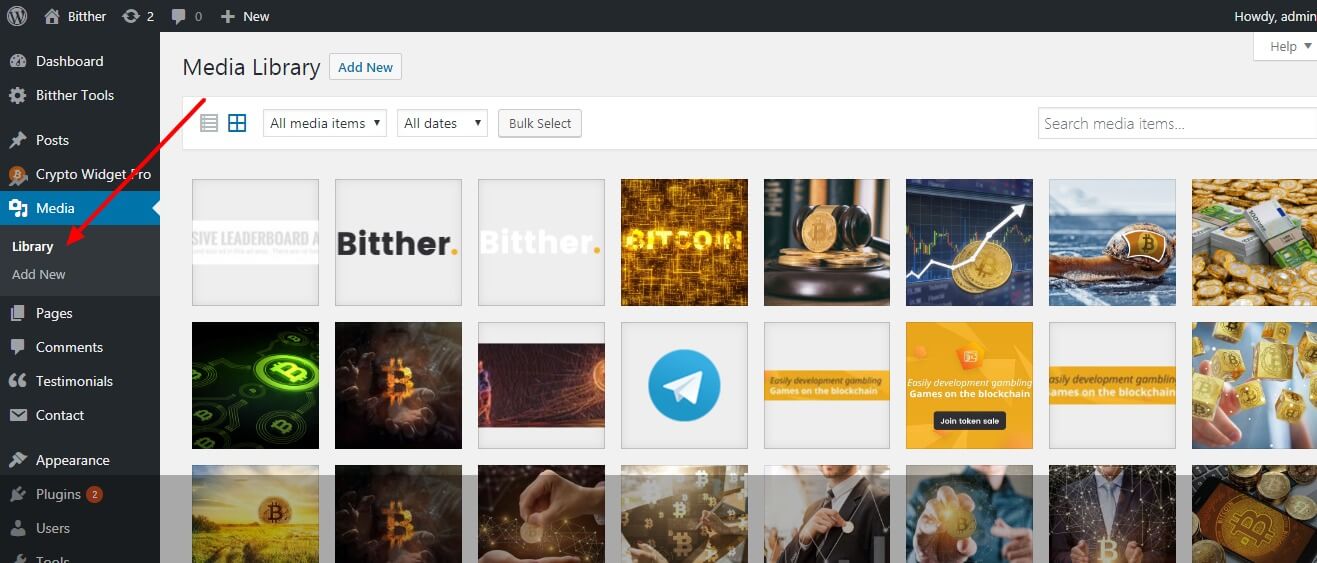 Bitther 2 0 New Howdy, admin
Help
Dashboard
Bitther Tools
Posts
Crypto Widget Pro
Media
Library
Add New
Pages
Comments
Testimonials
Contact
Appearance
Plugins 2
Users
Tools
Media Library Add New
All media items All dates Bulk Select Search media items...
SIVE LEADERBOARD A
Bitther.
Bitther.
BITCOIN
Easily development gambling
Games on the blockchain
Easily development gambling
Games on the blockchain
Join token sale
Easily development gambling
Games on the blockchain